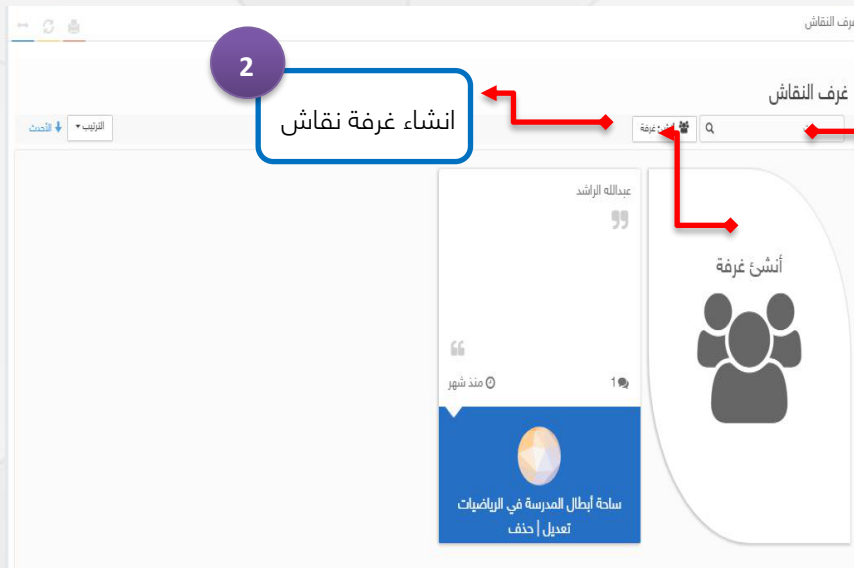 غرف النقاش
غرف النقاش
2
انشاء غرفة نقاش
الترتيب
الأحدث
عبدالله الراشد
أنشئ غرفة
1
منذ شهر
ساحة أبطال المدرسة في الرياضيات
تعديل | حذف